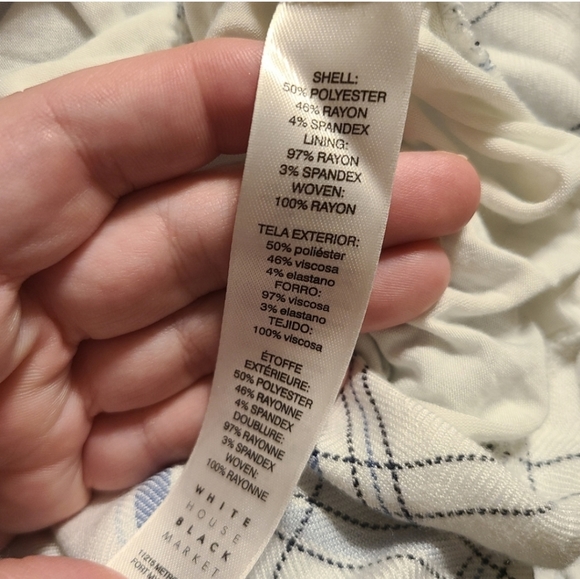 SHELL:
50% POLYESTER
46% RAYON
4% SPANDEX
LINING:
97% RAYON
3% SPANDEX
WOVEN:
100% RAYON
TELA EXTERIOR:
50% poliéster
46% viscosa
4% elastano
FORRO:
97% viscosa
3% elastano
TEJIDO:
100% viscosa
ÉTOFFE
EXTÉRIEURE:
50% POLYESTER
46% RAYONNE
4% SPANDEX
DOUBLURE:
97% RAYONNE
3% SPANDEX
WOVEN:
100% RAYONNE
WHITE
HOUSE
BLACK
MARKET
11215
PORT